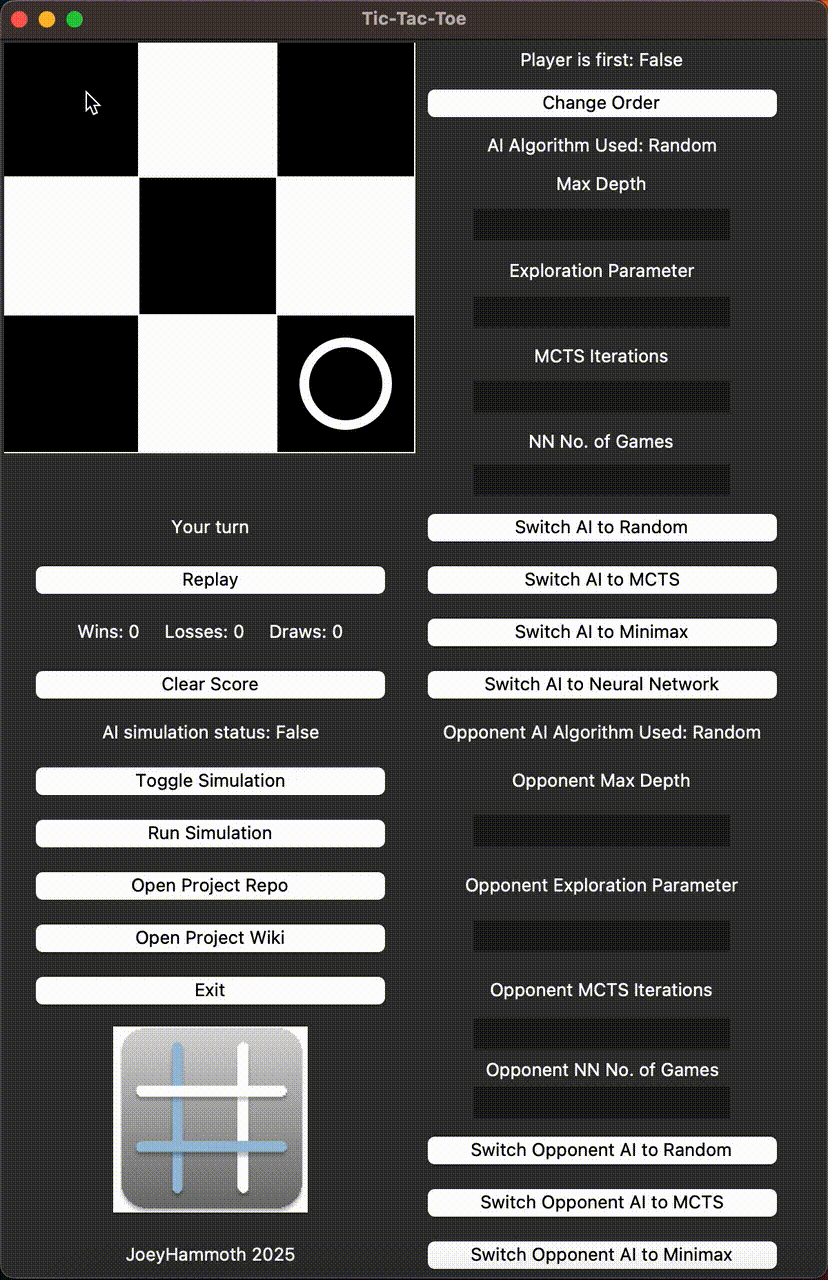 Tic-Tac-Toe
Player is first: False
Change Order
AI Algorithm Used: Random
Max Depth
Exploration Parameter
MCTS Iterations
NN No. of Games
Your turn
Switch AI to Random
Replay
Switch AI to MCTS
Wins: 0 Losses: 0 Draws: 0
Switch AI to Minimax
Clear Score
Switch AI to Neural Network
AI simulation status: False
Opponent AI Algorithm Used: Random
Toggle Simulation
Opponent Max Depth
Run Simulation
Open Project Repo
Opponent Exploration Parameter
Open Project Wiki
Exit
Opponent MCTS Iterations
Opponent NN No. of Games
Switch Opponent AI to Random
Switch Opponent AI to MCTS
JoeyHammoth 2025
Switch Opponent AI to Minimax